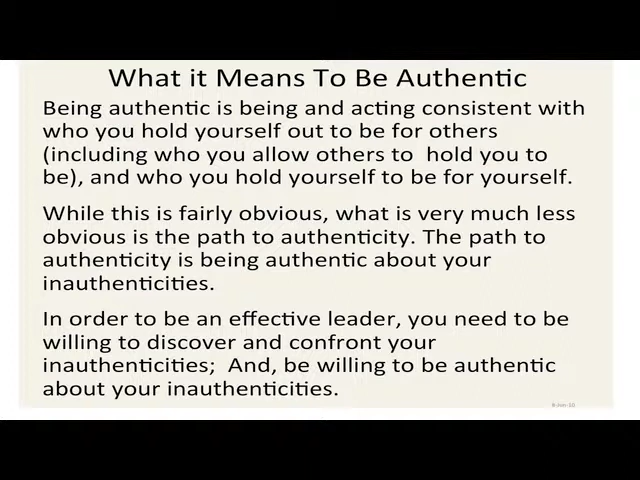 What it Means To Be Authentic
Being authentic is being and acting consistent with
who you hold yourself out to be for others
(including who you allow others to  hold you to
be), and who you hold yourself to be for yourself.
While this is fairly obvious, what is very much less
obvious is the path to authenticity. The path to
authenticity is being authentic about your
inauthenticities.
In order to be an effective leader, you need to be
willing to discover and confront your
inauthenticities;  And, be willing to be authentic
about your inauthenticities.